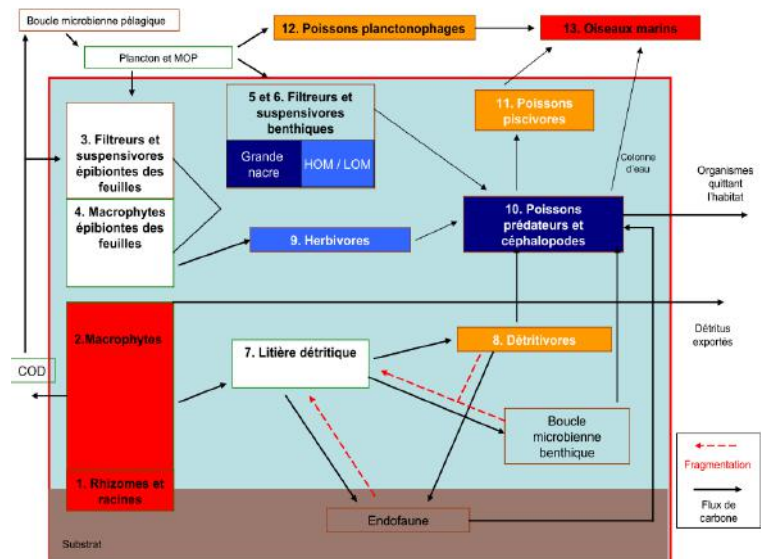 Boucle microbienne pélagique
12. Poissons planctonophages
13. Oiseaux marins
Plancton et MOP
5 et 6. Filtreurs et
suspensivores
benthiques
Grande
nacre
HOM / LOM
11. Poissons
piscivores
3. Filtreurs et
suspensivores
épibiontes des
feuilles
Colonne
d'eau
Organismes
quittant
l'habitat
4. Macrophytes
épibiontes des
feuilles
9. Herbivores
10. Poissons
prédateurs et
céphalopodes
2.Macrophytes
7. Litière détritique
8. Détritivores
Détritus
exportés
COD
Boucle
microbienne
benthique
1. Rhizomes et
racines
Endofaune
Substrat
Fragmentation
Flux de
carbone